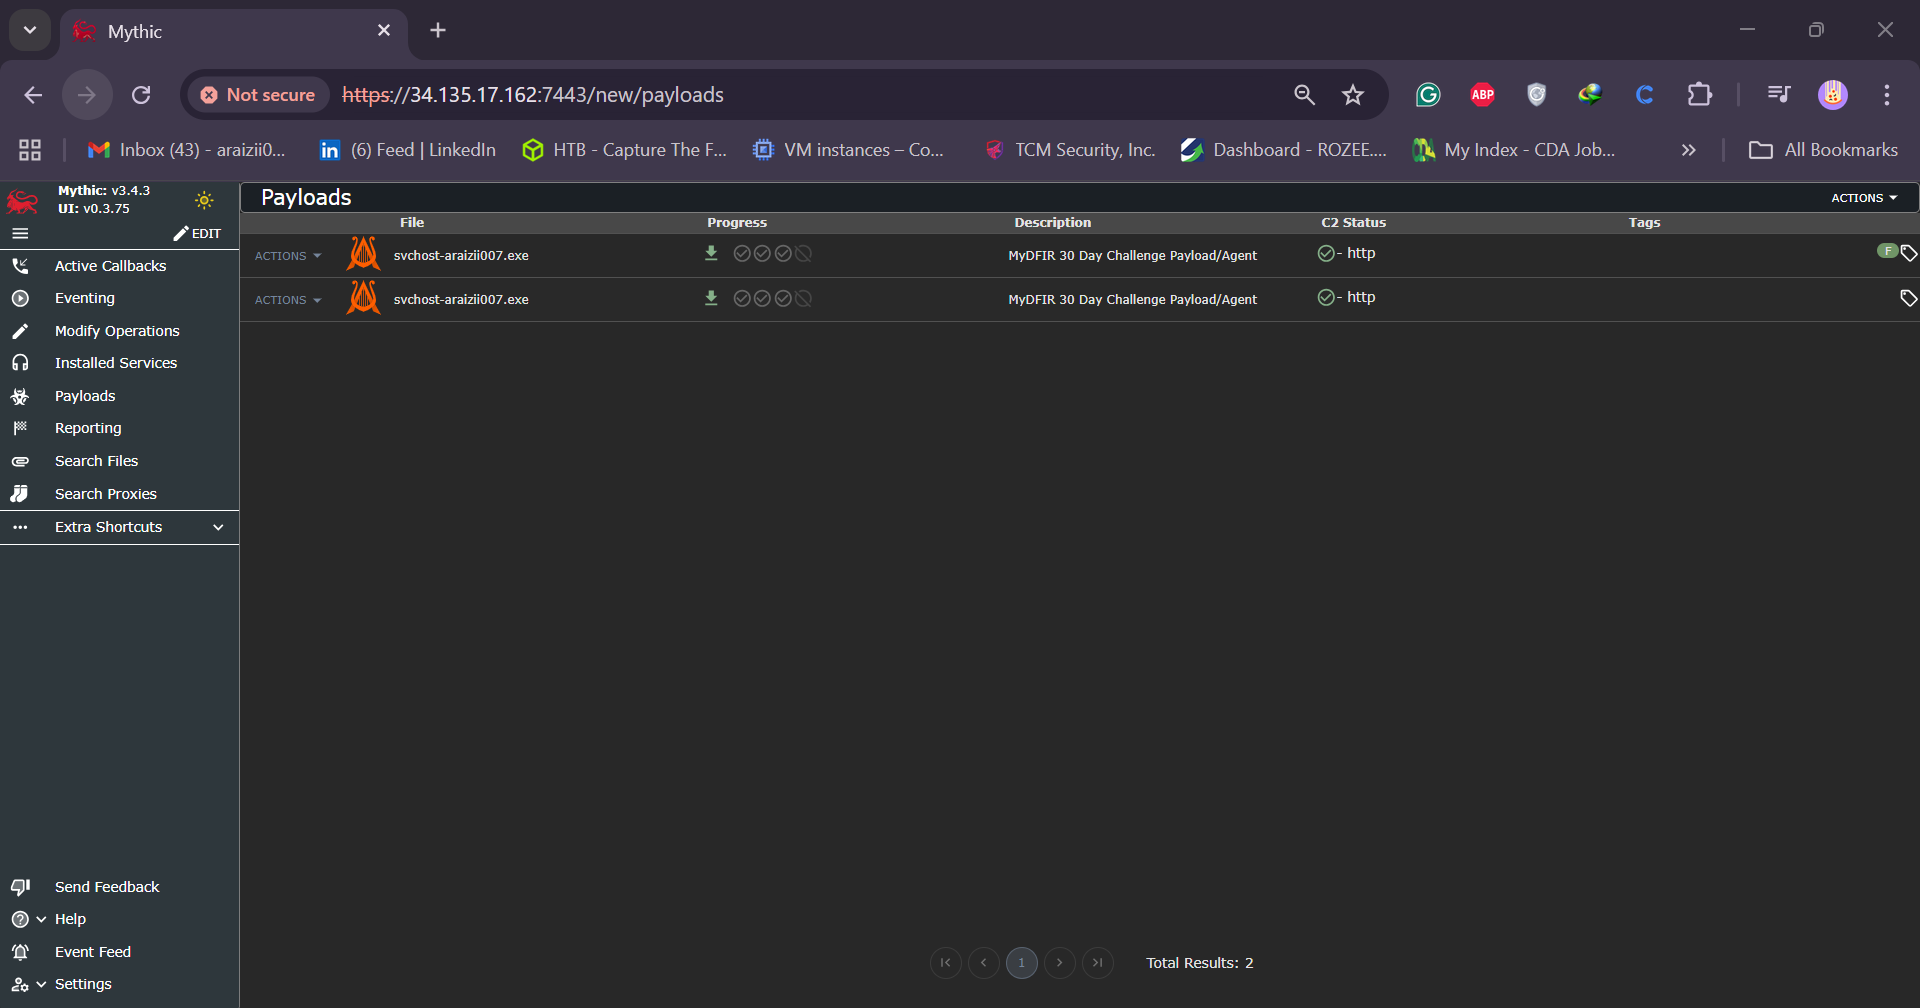 Mythic
Not secure
https://34.135.17.162:7443/new/payloads
ABP
Inbox (43) - araizii0...
(6) Feed | LinkedIn
HTB - Capture The F...
VM instances – Co...
TCM Security, Inc.
Dashboard - ROZEE....
My Index - CDA Job...
All Bookmarks
Mythic: v3.4.3
UI: v0.3.75
EDIT
Active Callbacks
Eventing
Modify Operations
Installed Services
Payloads
Reporting
Search Files
Search Proxies
Extra Shortcuts
Send Feedback
Help
Event Feed
Settings
Payloads
ACTIONS
File Progress Description C2 Status Tags
ACTIONS svchost-araizii007.exe MyDFIR 30 Day Challenge Payload/Agent - http F
ACTIONS svchost-araizii007.exe MyDFIR 30 Day Challenge Payload/Agent - http
1 Total Results: 2